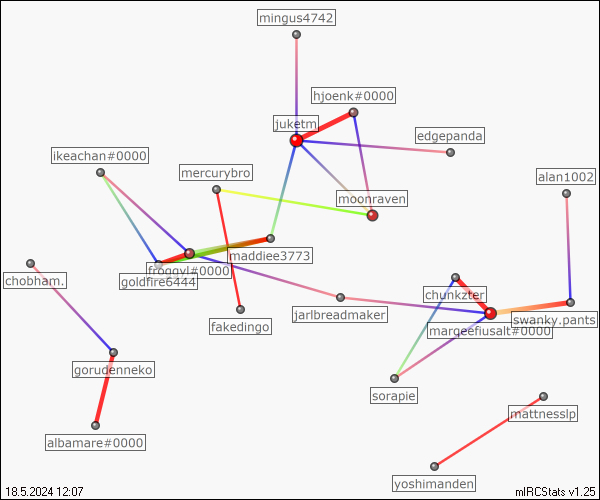 mingus4742
hjoenk#0000
juketm
edgepanda
ikeachan#0000
mercurybro
alan1002
moonraven
maddiee3773
froggyl#0000
chobham.
goldfire6444
chunkzter
jarlbreadmaker
swanky.pants
fakedingo
margeefiusalt#0000
gorudenneko
sorapie
mattnesslp
albamare#0000
yoshimanden
18.5.2024 12:07
mIRCStats v1.25